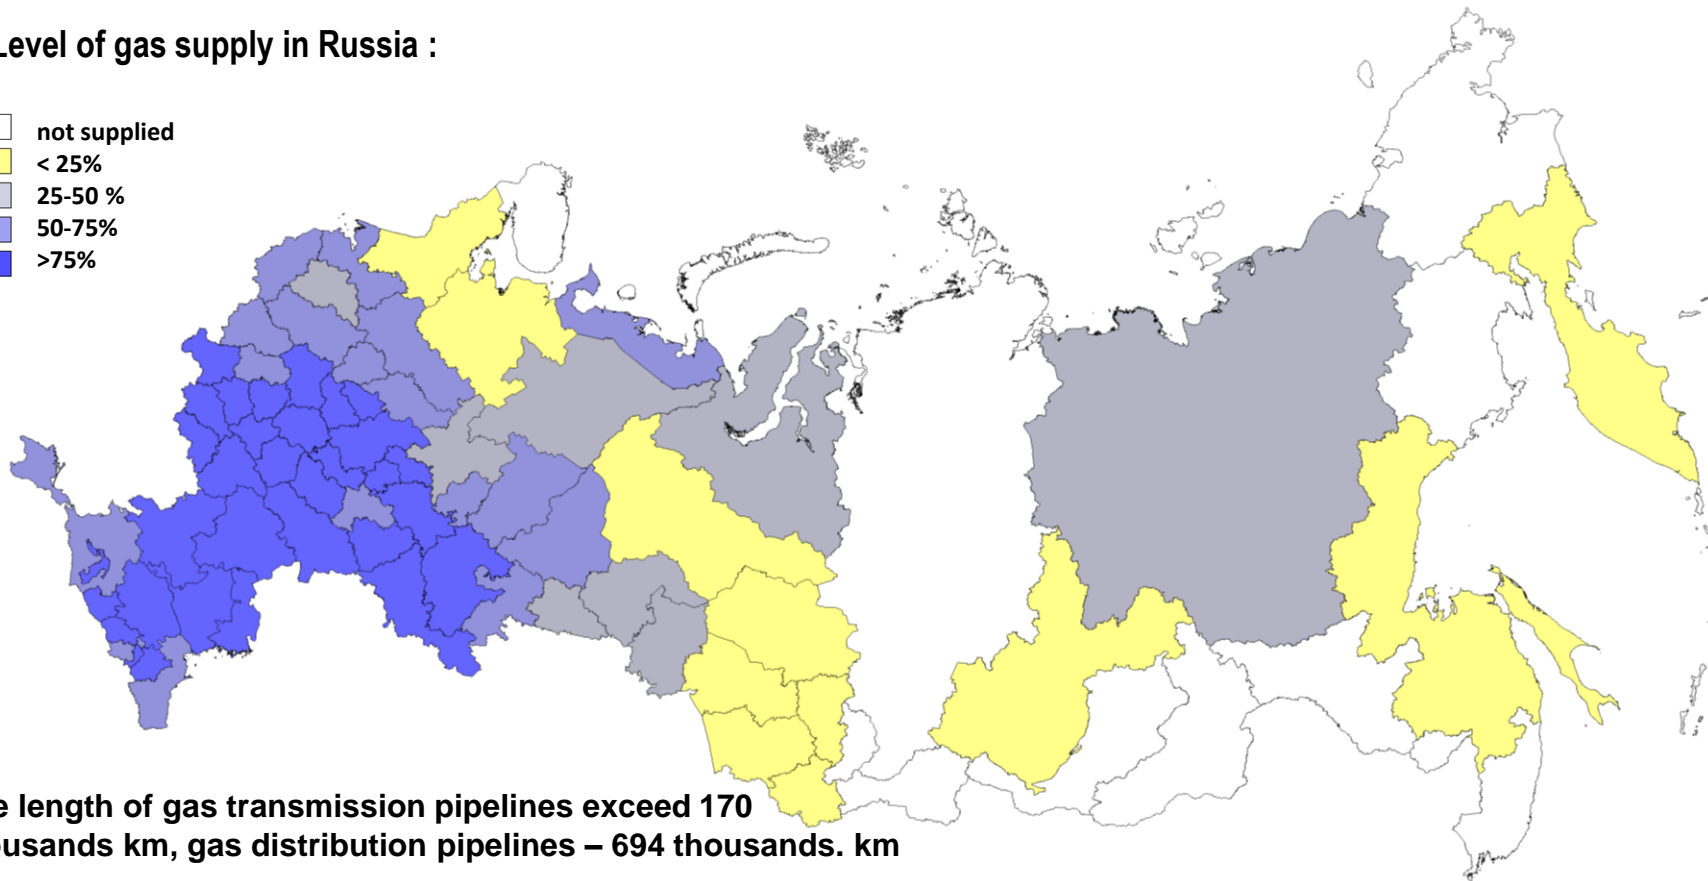 Level of gas supply in Russia :
not supplied
< 25%
25-50 %
50-75%
>75%
length of gas transmission pipelines exceed 170
km, gas distribution pipelines – 694 thousands. km